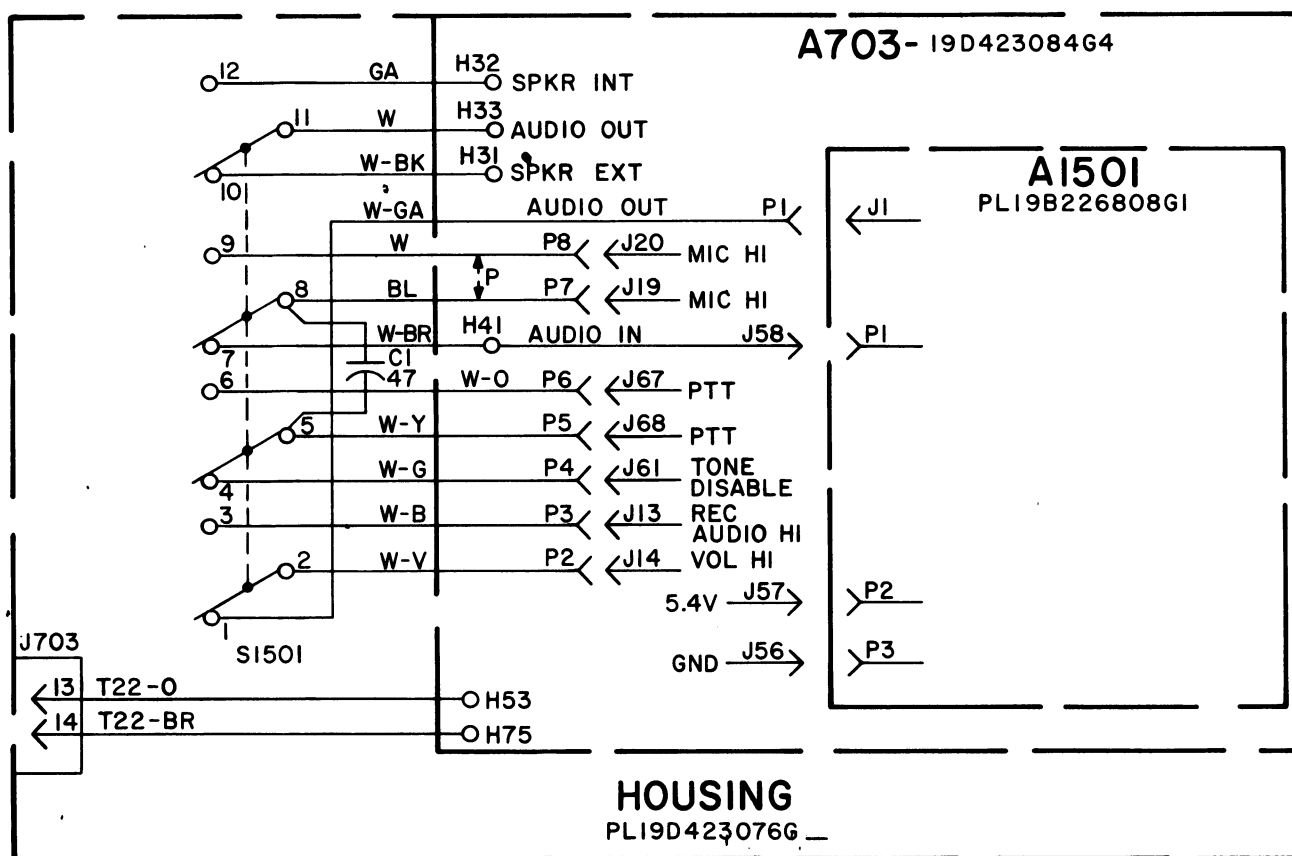 A703-19D423084G4
12 GA H32 SPKR INT
11 W H33 AUDIO OUT
10 W-BK H31 SPKR EXT
A1501
PL19B226808G1
W-GA AUDIO OUT P1 J1
9 W P8 J20 MIC HI
P
8 BL P7 J19 MIC HI
7 W-BR H41 AUDIO IN J58 P1
C1
47
6 W-O P6 J67 PTT
5 W-Y P5 J68 PTT
4 W-G P4 J61 TONE
DISABLE
3 W-B P3 J13 REC
AUDIO HI
2 W-V P2 J14 VOL HI
5.4V J57 P2
1
S1501
GND J56 P3
J703
13 T22-O H53
14 T22-BR H75
HOUSING
PL19D423076G_